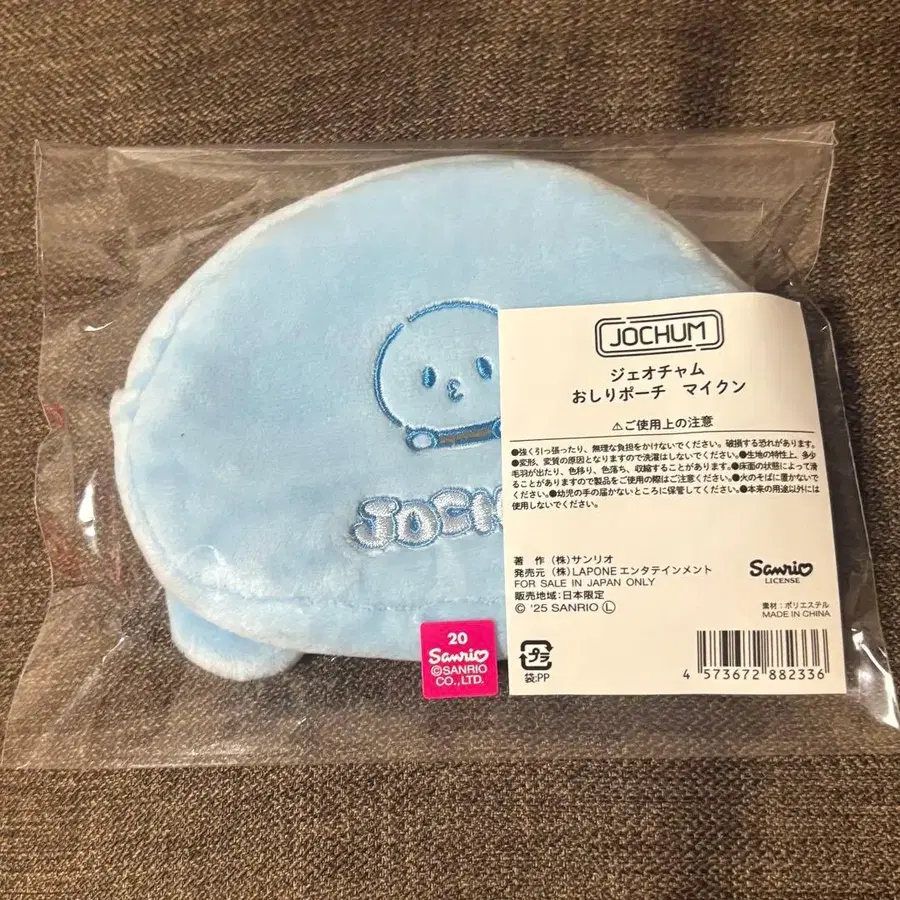 JOCHUM
ジェオチャム
おしりポーチ マイクン
⚠ご使用上の注意
●強く引っ張ったり、無理な負担をかけないでください。破損する恐れがあります。
●変形、変質の原因となりますので洗濯はしないでください。●生地の特性上、多少
毛羽が出たり、色移り、色落ち、収縮することがあります。●床面の状態によって滑
ることがありますので製品をご使用の際はご注意ください。●火のそばに置かないで
ください。●幼児の手の届かないところに保管してください。●本来の用途以外には
使用しないでください。
著 作 (株)サンリオ
発売元 (株)LAPONE エンタテインメント
FOR SALE IN JAPAN ONLY
販売地域:日本限定
© '25 SANRIO Ⓛ
Sanrio
LICENSE
素材:ポリエステル
MADE IN CHINA
プラ
袋:PP
4 573672 882336
JOCH
20
Sanrio
©SANRIO
CO.,LTD.